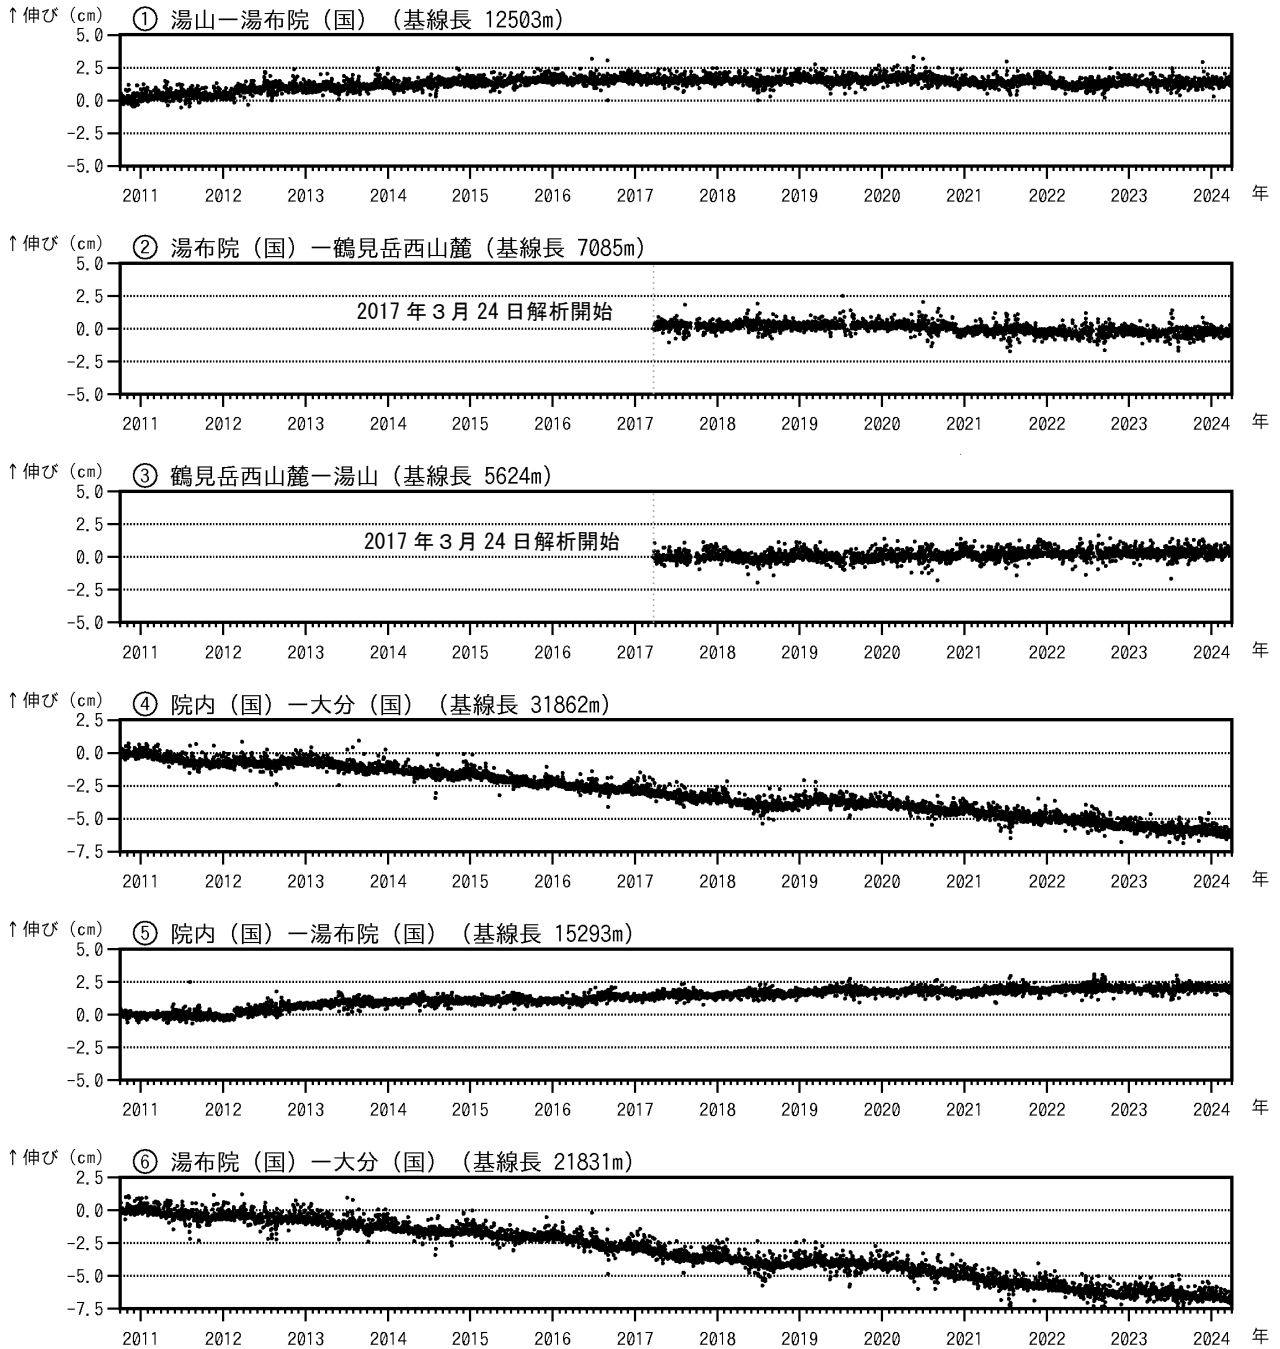 ↑伸び (cm) ① 湯山ー湯布院（国）（基線長 12503m）
5.0
2.5
0.0
-2.5
-5.0
2011 2012 2013 2014 2015 2016 2017 2018 2019 2020 2021 2022 2023 2024 年
↑伸び (cm) ② 湯布院（国）ー鶴見岳西山麓（基線長 7085m）
5.0
2.5
2017 年 3 月 24 日解析開始
0.0
-2.5
-5.0
2011 2012 2013 2014 2015 2016 2017 2018 2019 2020 2021 2022 2023 2024 年
↑伸び (cm) ③ 鶴見岳西山麓ー湯山（基線長 5624m）
5.0
2.5
2017 年 3 月 24 日解析開始
0.0
-2.5
-5.0
2011 2012 2013 2014 2015 2016 2017 2018 2019 2020 2021 2022 2023 2024 年
↑伸び (cm) ④ 院内（国）ー大分（国）（基線長 31862m）
2.5
0.0
-2.5
-5.0
-7.5
2011 2012 2013 2014 2015 2016 2017 2018 2019 2020 2021 2022 2023 2024 年
↑伸び (cm) ⑤ 院内（国）ー湯布院（国）（基線長 15293m）
5.0
2.5
0.0
-2.5
-5.0
2011 2012 2013 2014 2015 2016 2017 2018 2019 2020 2021 2022 2023 2024 年
↑伸び (cm) ⑥ 湯布院（国）ー大分（国）（基線長 21831m）
2.5
0.0
-2.5
-5.0
-7.5
2011 2012 2013 2014 2015 2016 2017 2018 2019 2020 2021 2022 2023 2024 年